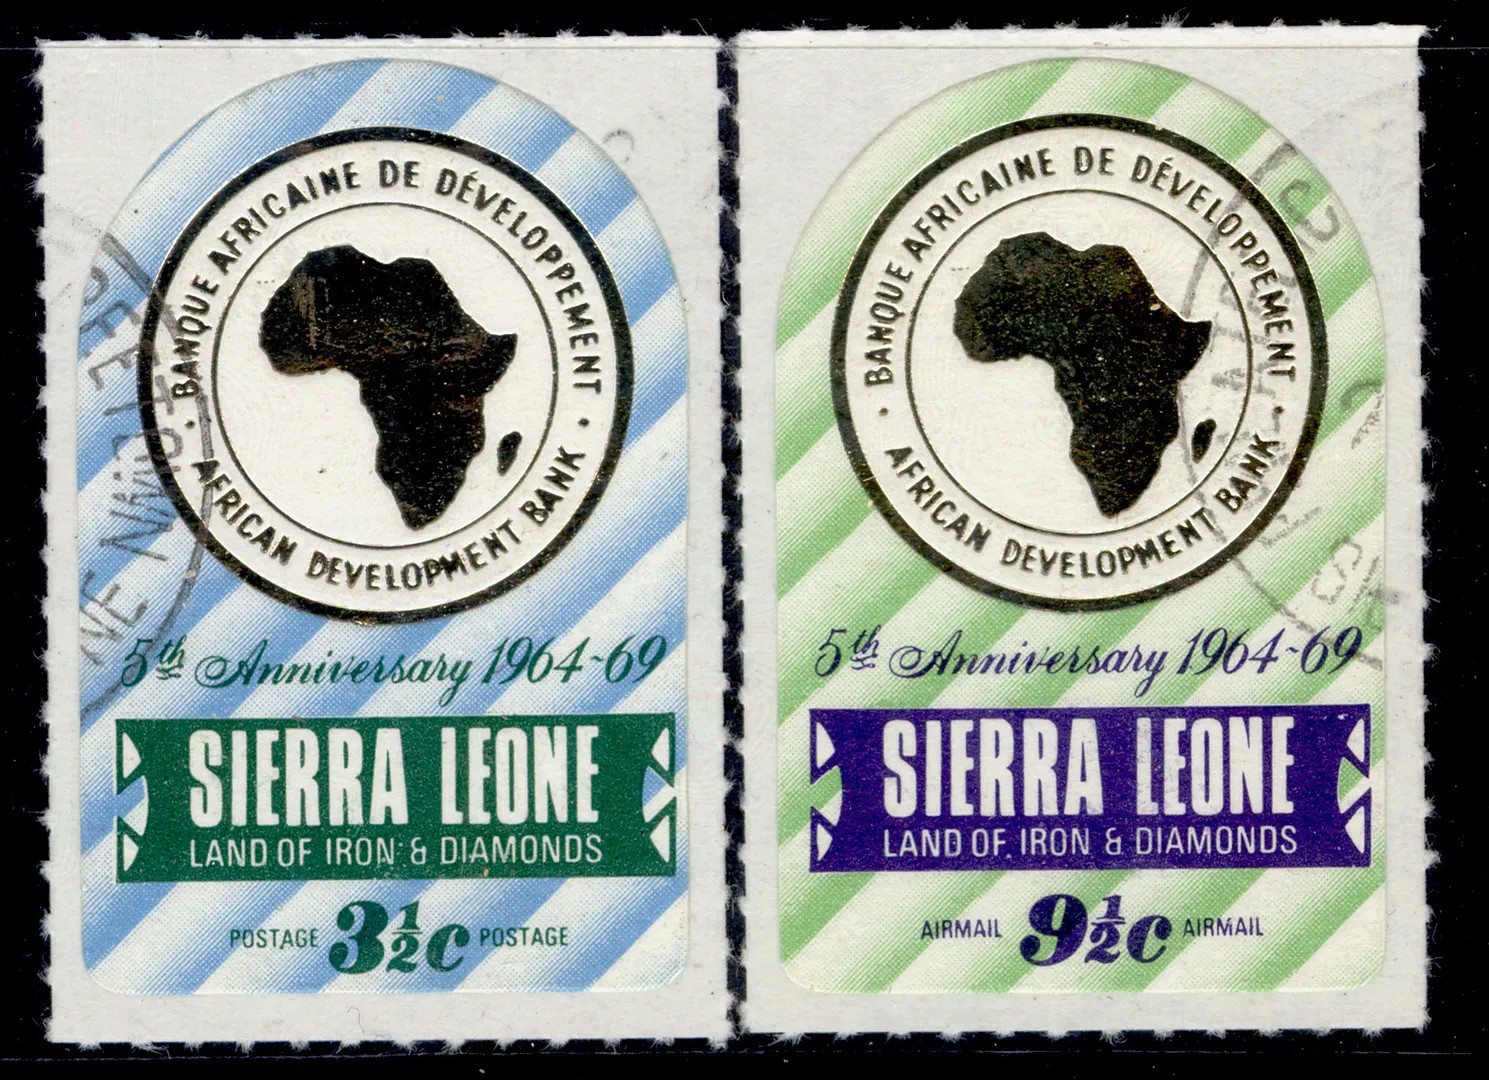 BANQUE AFRICAINE DE DÉVELOPPEMENT
AFRICAN DEVELOPMENT BANK
5th Anniversary 1964-69
SIERRA LEONE
LAND OF IRON & DIAMONDS
POSTAGE 3½c POSTAGE
BANQUE AFRICAINE DE DÉVELOPPEMENT
AFRICAN DEVELOPMENT BANK
5th Anniversary 1964-69
SIERRA LEONE
LAND OF IRON & DIAMONDS
AIRMAIL 9½c AIRMAIL